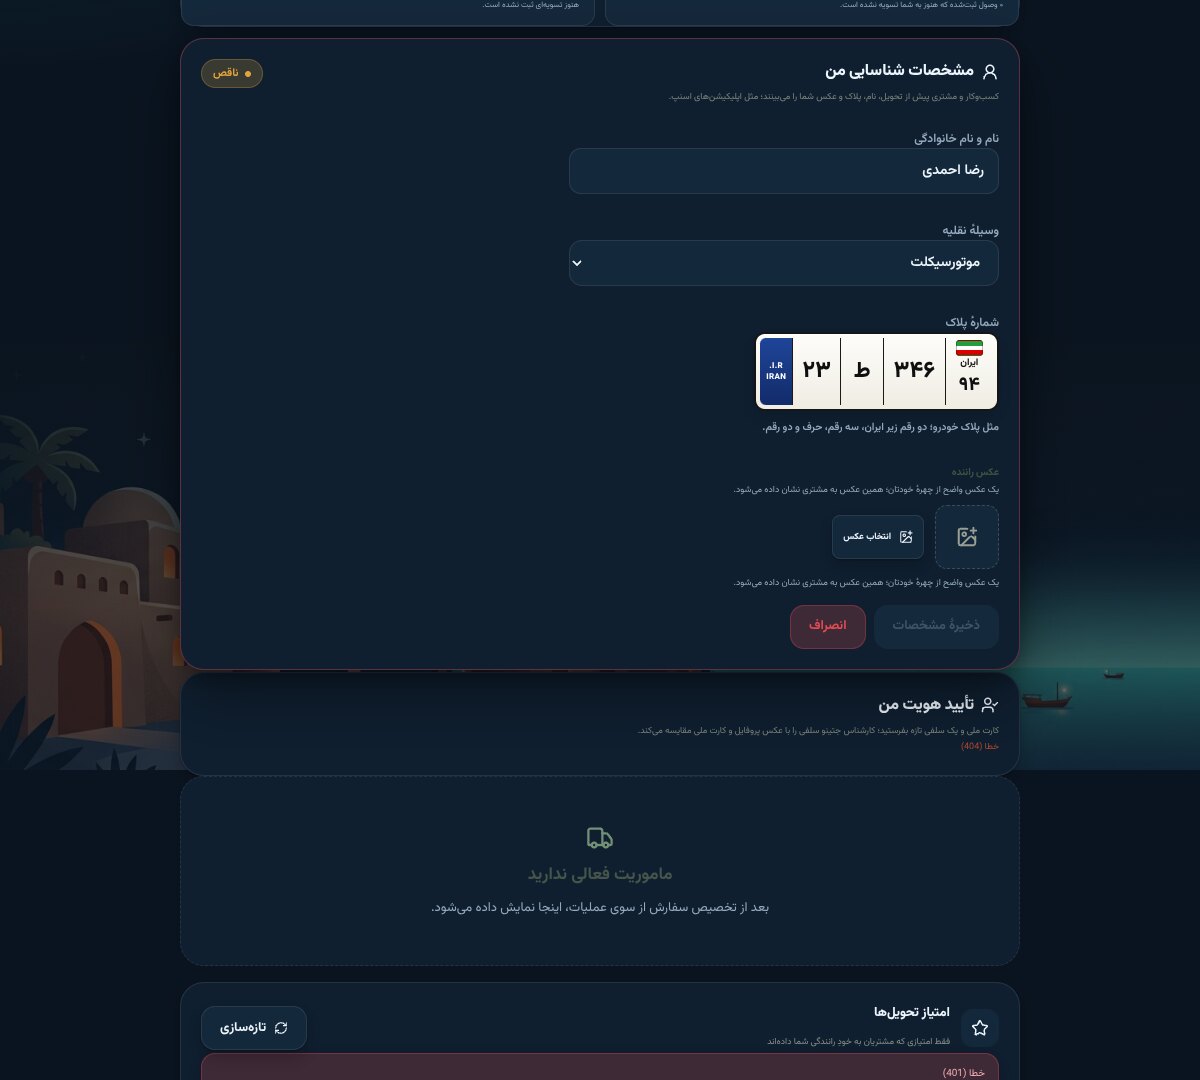 • وصول ثبت‌شده که هنوز به شما تسویه نشده است.
هنوز تسویه‌ای ثبت نشده است.
مشخصات شناسایی من
ناقص
کسب‌وکار و مشتری پیش از تحویل، نام، پلاک و عکس شما را می‌بینند؛ مثل اپلیکیشن‌های اسنپ.
نام و نام خانوادگی
رضا احمدی
وسیلهٔ نقلیه
موتورسیکلت
شمارهٔ پلاک
ایران
۹۴
۳۴۶
ط
۲۳
I.R.
IRAN
مثل پلاک خودرو؛ دو رقم زیر ایران، سه رقم، حرف و دو رقم.
عکس راننده
یک عکس واضح از چهرهٔ خودتان؛ همین عکس به مشتری نشان داده می‌شود.
انتخاب عکس
یک عکس واضح از چهرهٔ خودتان؛ همین عکس به مشتری نشان داده می‌شود.
ذخیرهٔ مشخصات
انصراف
تأیید هویت من
کارت ملی و یک سلفی تازه بفرستید؛ کارشناس جتینو سلفی را با عکس پروفایل و کارت ملی مقایسه می‌کند.
خطا (404)
ماموریت فعالی ندارید
بعد از تخصیص سفارش از سوی عملیات، اینجا نمایش داده می‌شود.
امتیاز تحویل‌ها
فقط امتیازی که مشتریان به خودِ رانندگی شما داده‌اند
تازه‌سازی
خطا (401)